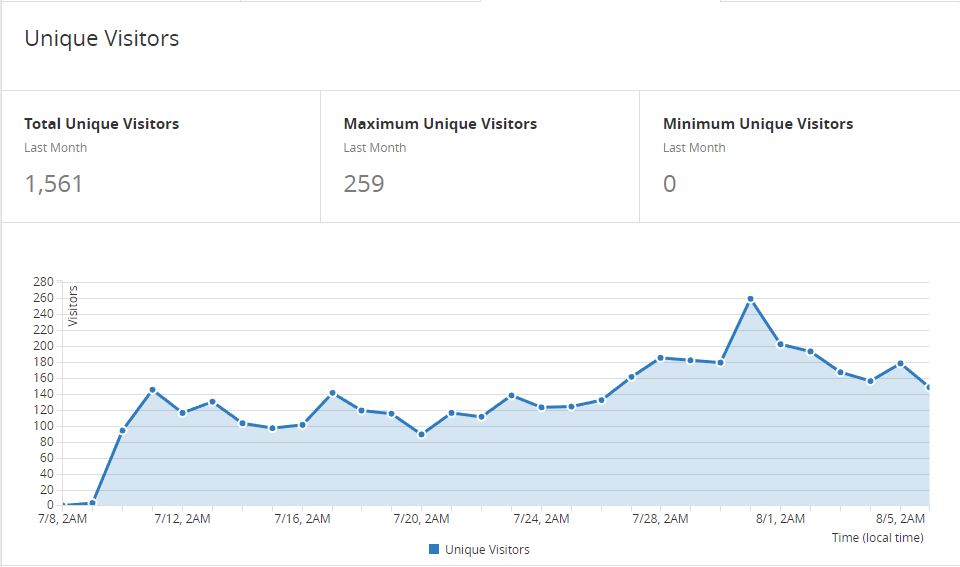 Unique Visitors
Total Unique Visitors
Last Month
1,561
Maximum Unique Visitors
Last Month
259
Minimum Unique Visitors
Last Month
0
Visitors
280
260
240
220
200
180
160
140
120
100
80
60
40
20
0
7/8, 2AM
7/12, 2AM
7/16, 2AM
7/20, 2AM
7/24, 2AM
7/28, 2AM
8/1, 2AM
8/5, 2AM
Time (local time)
Unique Visitors